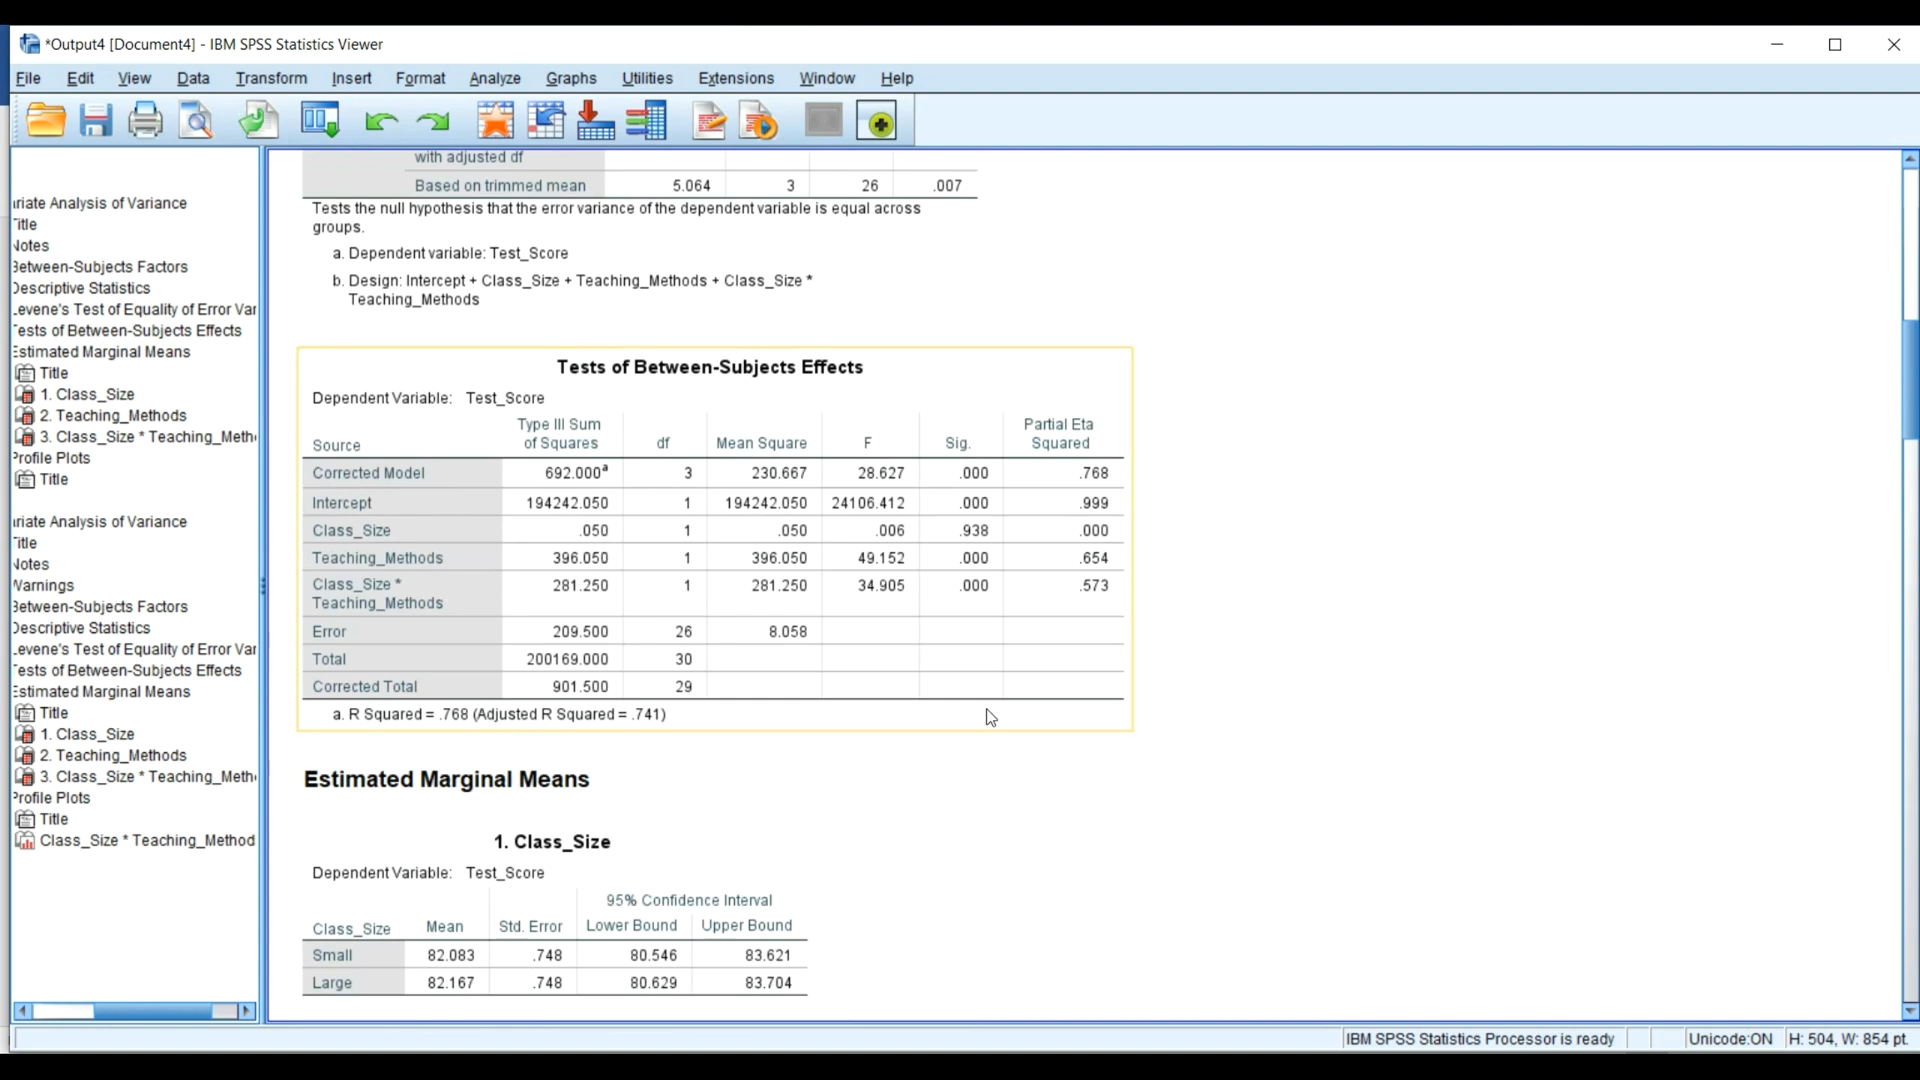 *Output4 [Document4] - IBM SPSS Statistics Viewer
File Edit View Data Transform Insert Format Analyze Graphs Utilities Extensions Window Help
ariate Analysis of Variance
Title
Notes
Between-Subjects Factors
Descriptive Statistics
Levene's Test of Equality of Error Var
Tests of Between-Subjects Effects
Estimated Marginal Means
Title
1. Class_Size
2. Teaching_Methods
3. Class_Size * Teaching_Meth
Profile Plots
Title
ariate Analysis of Variance
Title
Notes
Warnings
Between-Subjects Factors
Descriptive Statistics
Levene's Test of Equality of Error Var
Tests of Between-Subjects Effects
Estimated Marginal Means
Title
1. Class_Size
2. Teaching_Methods
3. Class_Size * Teaching_Meth
Profile Plots
Title
Class_Size * Teaching_Method
with adjusted df
Based on trimmed mean 5.064 3 26 .007
Tests the null hypothesis that the error variance of the dependent variable is equal across
groups.
a. Dependent variable: Test_Score
b. Design: Intercept + Class_Size + Teaching_Methods + Class_Size *
Teaching_Methods
Tests of Between-Subjects Effects
Dependent Variable: Test_Score
Type III Sum Partial Eta
Source of Squares df Mean Square F Sig. Squared
Corrected Model 692.000a 3 230.667 28.627 .000 .768
Intercept 194242.050 1 194242.050 24106.412 .000 .999
Class_Size .050 1 .050 .006 .938 .000
Teaching_Methods 396.050 1 396.050 49.152 .000 .654
Class_Size * 281.250 1 281.250 34.905 .000 .573
Teaching_Methods
Error 209.500 26 8.058
Total 200169.000 30
Corrected Total 901.500 29
a. R Squared = .768 (Adjusted R Squared = .741)
Estimated Marginal Means
1. Class_Size
Dependent Variable: Test_Score
95% Confidence Interval
Class_Size Mean Std. Error Lower Bound Upper Bound
Small 82.083 .748 80.546 83.621
Large 82.167 .748 80.629 83.704
IBM SPSS Statistics Processor is ready Unicode:ON H: 504, W: 854 pt.